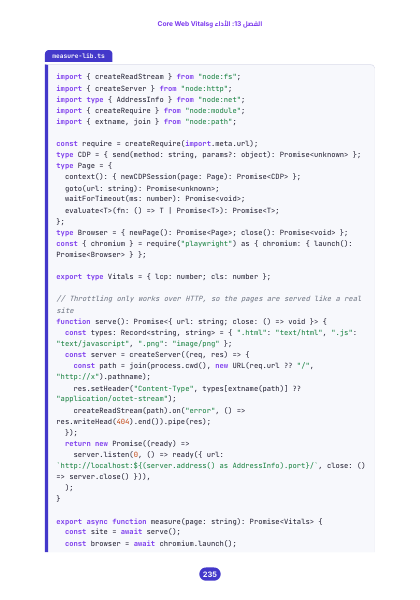 الفصل 13: الأداء وCore Web Vitals
measure-lib.ts
import { createReadStream } from "node:fs";
import { createServer } from "node:http";
import type { AddressInfo } from "node:net";
import { createRequire } from "node:module";
import { extname, join } from "node:path";

const require = createRequire(import.meta.url);
type CDP = { send(method: string, params?: object): Promise<unknown> };
type Page = {
  context(): { newCDPSession(page: Page): Promise<CDP> };
  goto(url: string): Promise<unknown>;
  waitForTimeout(ms: number): Promise<void>;
  evaluate<T>(fn: () => T | Promise<T>): Promise<T>;
};
type Browser = { newPage(): Promise<Page>; close(): Promise<void> };
const { chromium } = require("playwright") as { chromium: { launch():
Promise<Browser> } };

export type Vitals = { lcp: number; cls: number };

// Throttling only works over HTTP, so the pages are served like a real
site
function serve(): Promise<{ url: string; close: () => void }> {
  const types: Record<string, string> = { ".html": "text/html", ".js":
"text/javascript", ".png": "image/png" };
  const server = createServer((req, res) => {
    const path = join(process.cwd(), new URL(req.url ?? "/",
"http://x").pathname);
    res.setHeader("Content-Type", types[extname(path)] ??
"application/octet-stream");
    createReadStream(path).on("error", () =>
res.writeHead(404).end()).pipe(res);
  });
  return new Promise((ready) =>
    server.listen(0, () => ready({ url:
`http://localhost:${(server.address() as AddressInfo).port}/`, close: ()
=> server.close() })),
  );
}

export async function measure(page: string): Promise<Vitals> {
  const site = await serve();
  const browser = await chromium.launch();
235